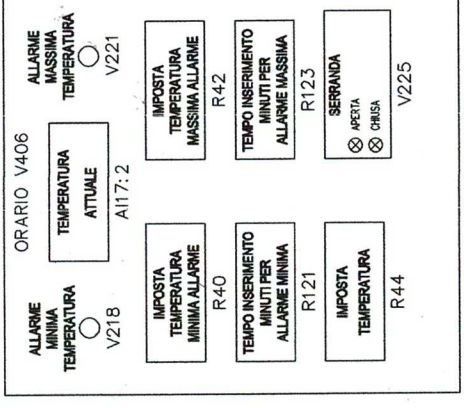 ORARIO V406
ALLARME
MINIMA
TEMPERATURA
V218
TEMPERATURA
ATTUALE
AI17:2
ALLARME
MASSIMA
TEMPERATURA
V221
IMPOSTA
TEMPERATURA
MINIMA ALLARME
R40
IMPOSTA
TEMPERATURA
MASSIMA ALLARME
R42
TEMPO INSERIMENTO
MINUTI PER
ALLARME MINIMA
R121
TEMPO INSERIMENTO
MINUTI PER
ALLARME MASSIMA
R123
IMPOSTA
TEMPERATURA
R44
SERRANDA
APERTA
CHIUSA
V225